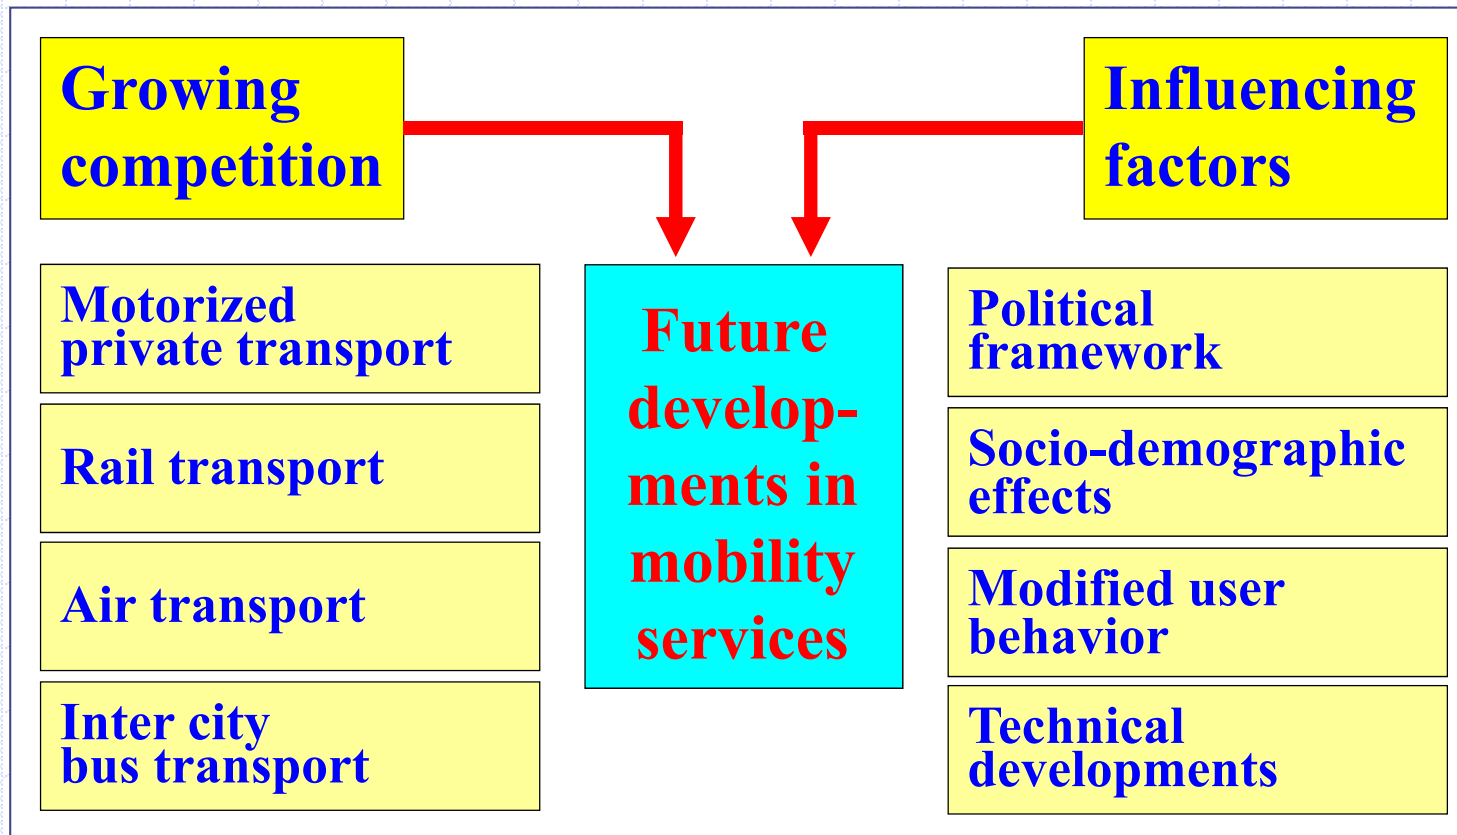 Growing
competition
Influencing
factors
Motorized
private transport
Rail transport
Air transport
Inter city
bus transport
Future
develop-
ments in
mobility
services
Political
framework
Socio-demographic
effects
Modified user
behavior
Technical
developments